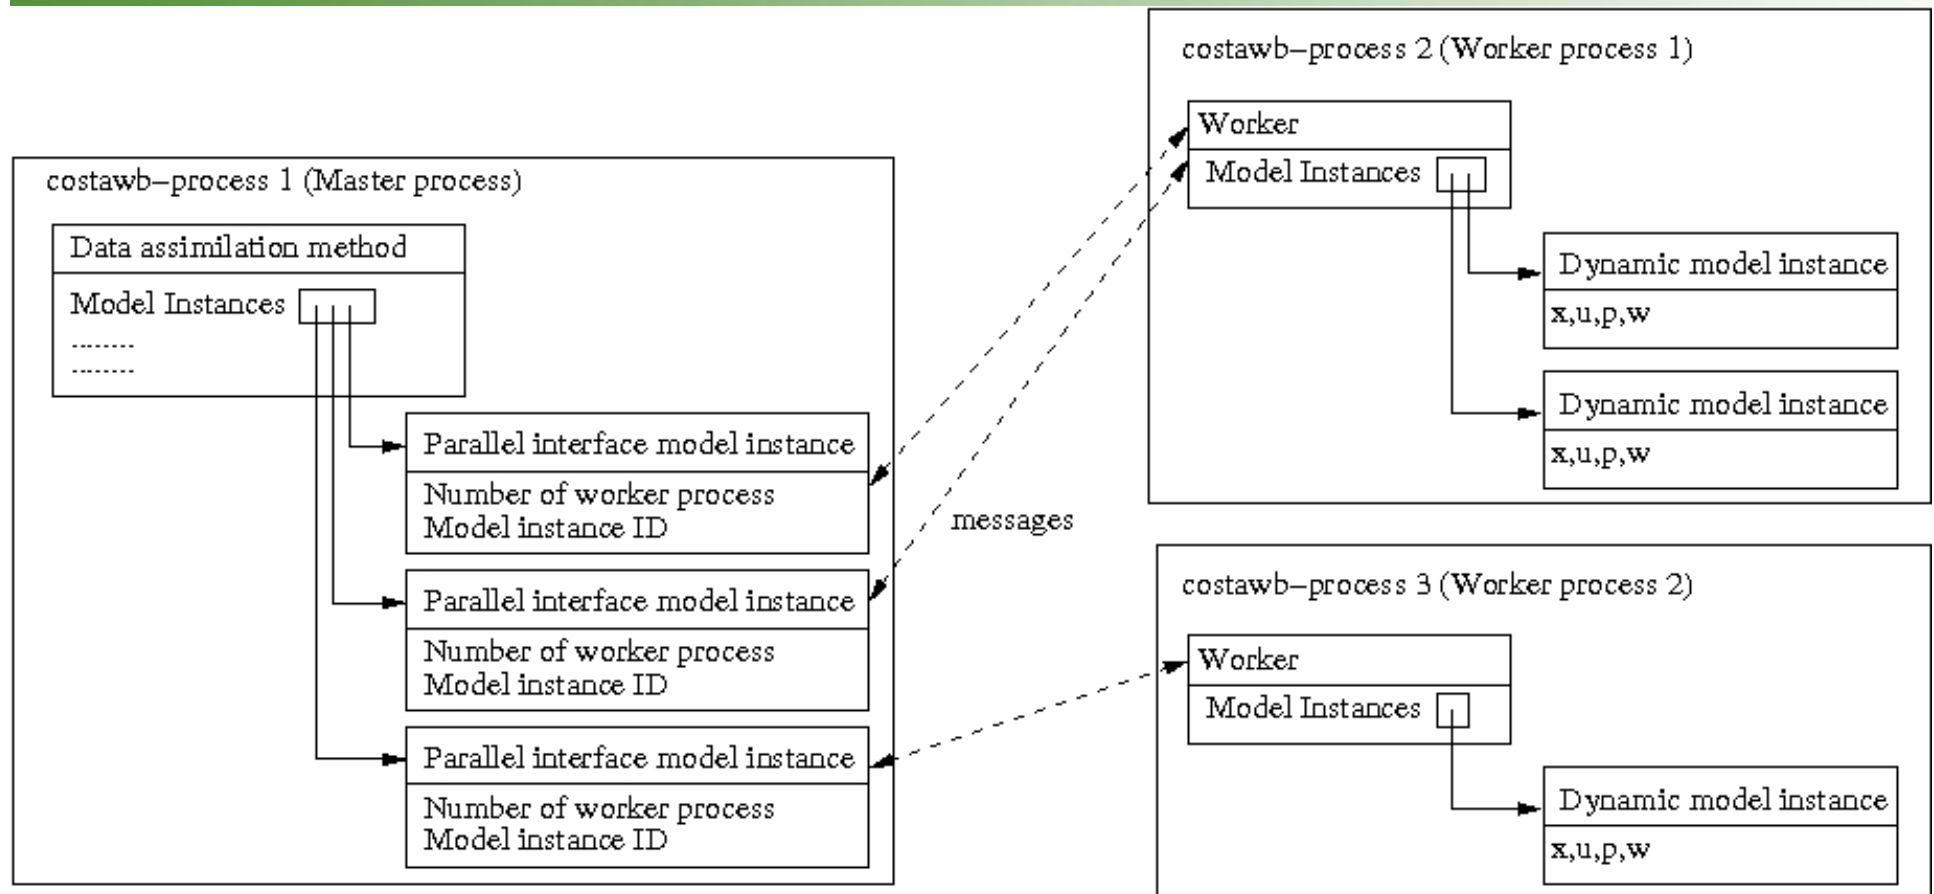 costawb–process 1 (Master process)
Data assimilation method
Model Instances
--------
--------
Parallel interface model instance
Number of worker process
Model instance ID
Parallel interface model instance
Number of worker process
Model instance ID
Parallel interface model instance
Number of worker process
Model instance ID
messages
costawb–process 2 (Worker process 1)
Worker
Model Instances
Dynamic model instance
x,u,p,w
Dynamic model instance
x,u,p,w
costawb–process 3 (Worker process 2)
Worker
Model Instances
Dynamic model instance
x,u,p,w